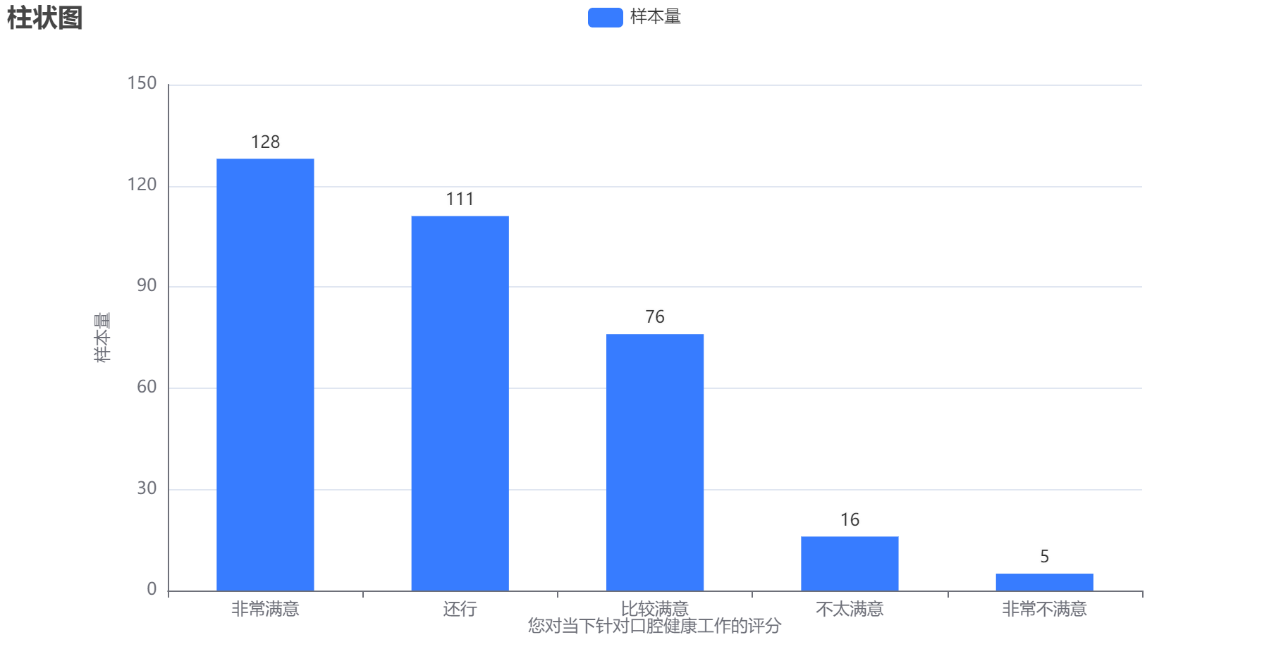 柱状图
样本量
150
120
90
60
30
0
样本量
128
111
76
16
5
非常满意
还行
比较满意
不太满意
非常不满意
您对当下针对口腔健康工作的评分